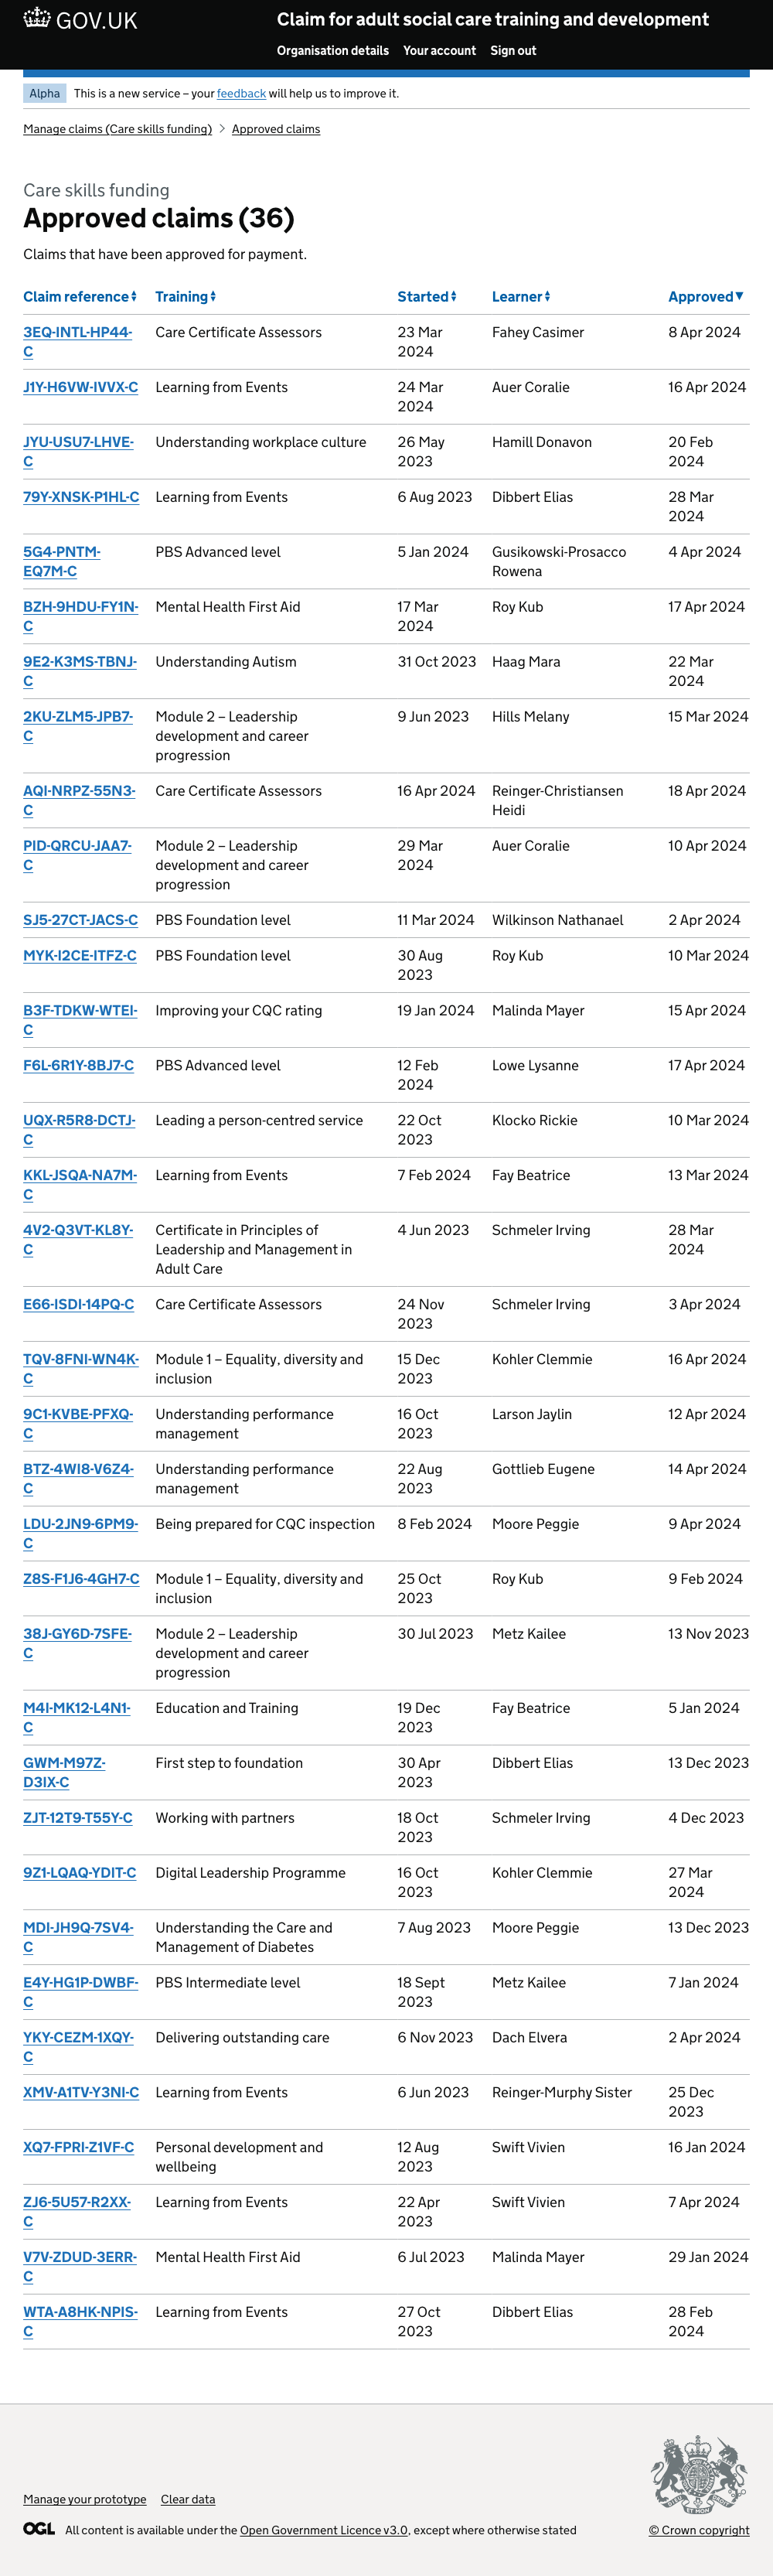 GOV.UK
Claim for adult social care training and development
Organisation details Your account Sign out
Alpha This is a new service – your feedback will help us to improve it.
Manage claims (Care skills funding) Approved claims
Care skills funding
Approved claims (36)
Claims that have been approved for payment.
Claim reference Training Started Learner Approved
3EQ-INTL-HP44- Care Certificate Assessors 23 Mar Fahey Casimer 8 Apr 2024
C 2024
J1Y-H6VW-IVVX-C Learning from Events 24 Mar Auer Coralie 16 Apr 2024
2024
JYU-USU7-LHVE- Understanding workplace culture 26 May Hamill Donavon 20 Feb
C 2023 2024
79Y-XNSK-P1HL-C Learning from Events 6 Aug 2023 Dibbert Elias 28 Mar
2024
5G4-PNTM- PBS Advanced level 5 Jan 2024 Gusikowski-Prosacco 4 Apr 2024
EQ7M-C Rowena
BZH-9HDU-FY1N- Mental Health First Aid 17 Mar Roy Kub 17 Apr 2024
C 2024
9E2-K3MS-TBNJ- Understanding Autism 31 Oct 2023 Haag Mara 22 Mar
C 2024
2KU-ZLM5-JPB7- Module 2 – Leadership 9 Jun 2023 Hills Melany 15 Mar 2024
C development and career
progression
AQI-NRPZ-55N3- Care Certificate Assessors 16 Apr 2024 Reinger-Christiansen 18 Apr 2024
C Heidi
PID-QRCU-JAA7- Module 2 – Leadership 29 Mar Auer Coralie 10 Apr 2024
C development and career 2024
progression
SJ5-27CT-JACS-C PBS Foundation level 11 Mar 2024 Wilkinson Nathanael 2 Apr 2024
MYK-I2CE-ITFZ-C PBS Foundation level 30 Aug Roy Kub 10 Mar 2024
2023
B3F-TDKW-WTEI- Improving your CQC rating 19 Jan 2024 Malinda Mayer 15 Apr 2024
C
F6L-6R1Y-8BJ7-C PBS Advanced level 12 Feb Lowe Lysanne 17 Apr 2024
2024
UQX-R5R8-DCTJ- Leading a person-centred service 22 Oct Klocko Rickie 10 Mar 2024
C 2023
KKL-JSQA-NA7M- Learning from Events 7 Feb 2024 Fay Beatrice 13 Mar 2024
C
4V2-Q3VT-KL8Y- Certificate in Principles of 4 Jun 2023 Schmeler Irving 28 Mar
C Leadership and Management in 2024
Adult Care
E66-ISDI-14PQ-C Care Certificate Assessors 24 Nov Schmeler Irving 3 Apr 2024
2023
TQV-8FNI-WN4K- Module 1 – Equality, diversity and 15 Dec Kohler Clemmie 16 Apr 2024
C inclusion 2023
9C1-KVBE-PFXQ- Understanding performance 16 Oct Larson Jaylin 12 Apr 2024
C management 2023
BTZ-4WI8-V6Z4- Understanding performance 22 Aug Gottlieb Eugene 14 Apr 2024
C management 2023
LDU-2JN9-6PM9- Being prepared for CQC inspection 8 Feb 2024 Moore Peggie 9 Apr 2024
C
Z8S-F1J6-4GH7-C Module 1 – Equality, diversity and 25 Oct Roy Kub 9 Feb 2024
inclusion 2023
38J-GY6D-7SFE- Module 2 – Leadership 30 Jul 2023 Metz Kailee 13 Nov 2023
C development and career
progression
M4I-MK12-L4N1- Education and Training 19 Dec Fay Beatrice 5 Jan 2024
C 2023
GWM-M97Z- First step to foundation 30 Apr Dibbert Elias 13 Dec 2023
D3IX-C 2023
ZJT-12T9-T55Y-C Working with partners 18 Oct Schmeler Irving 4 Dec 2023
2023
9Z1-LQAQ-YDIT-C Digital Leadership Programme 16 Oct Kohler Clemmie 27 Mar
2023 2024
MDI-JH9Q-7SV4- Understanding the Care and 7 Aug 2023 Moore Peggie 13 Dec 2023
C Management of Diabetes
E4Y-HG1P-DWBF- PBS Intermediate level 18 Sept Metz Kailee 7 Jan 2024
C 2023
YKY-CEZM-1XQY- Delivering outstanding care 6 Nov 2023 Dach Elvera 2 Apr 2024
C
XMV-A1TV-Y3NI-C Learning from Events 6 Jun 2023 Reinger-Murphy Sister 25 Dec
2023
XQ7-FPRI-Z1VF-C Personal development and 12 Aug Swift Vivien 16 Jan 2024
wellbeing 2023
ZJ6-5U57-R2XX- Learning from Events 22 Apr Swift Vivien 7 Apr 2024
C 2023
V7V-ZDUD-3ERR- Mental Health First Aid 6 Jul 2023 Malinda Mayer 29 Jan 2024
C
WTA-A8HK-NPIS- Learning from Events 27 Oct Dibbert Elias 28 Feb
C 2023 2024
Manage your prototype Clear data
OGL All content is available under the Open Government Licence v3.0, except where otherwise stated © Crown copyright